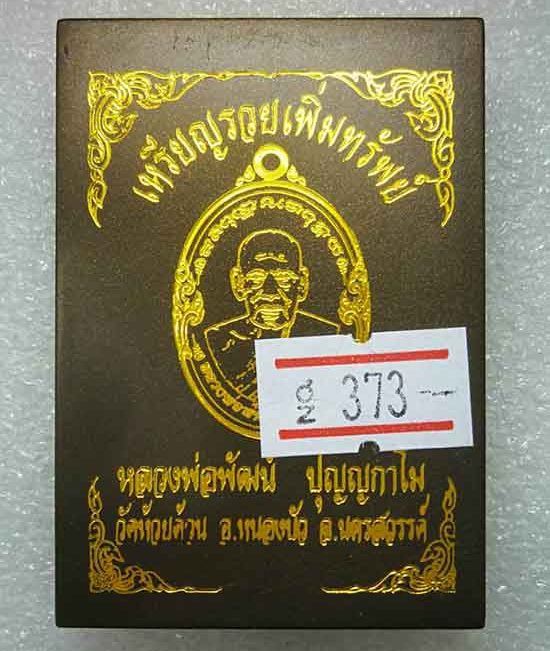 เหรียญรวยเพิ่มทรัพย์
373
หลวงพ่อพัฒน์ ปุญญกาโม
วัดห้วยด้วน อ.หนองบัว จ.นครสวรรค์